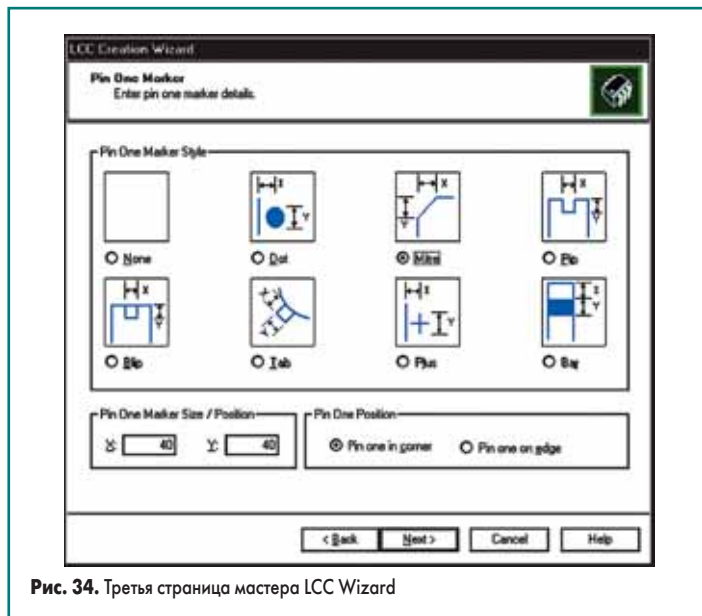 LCC Creation Wizard
Pin One Marker
Enter pin one marker details.
Pin One Marker Style
X
Y
X
Y
X
Y
None
Dot
Mitre
Pip
X
Y
X
Y
X
Y
Blip
Tab
Plus
Bar
Pin One Marker Size / Position
X: 40 Y: 40
Pin One Position
Pin one in corner Pin one on edge
< Back Next > Cancel Help
Рис. 34. Третья страница мастера LCC Wizard